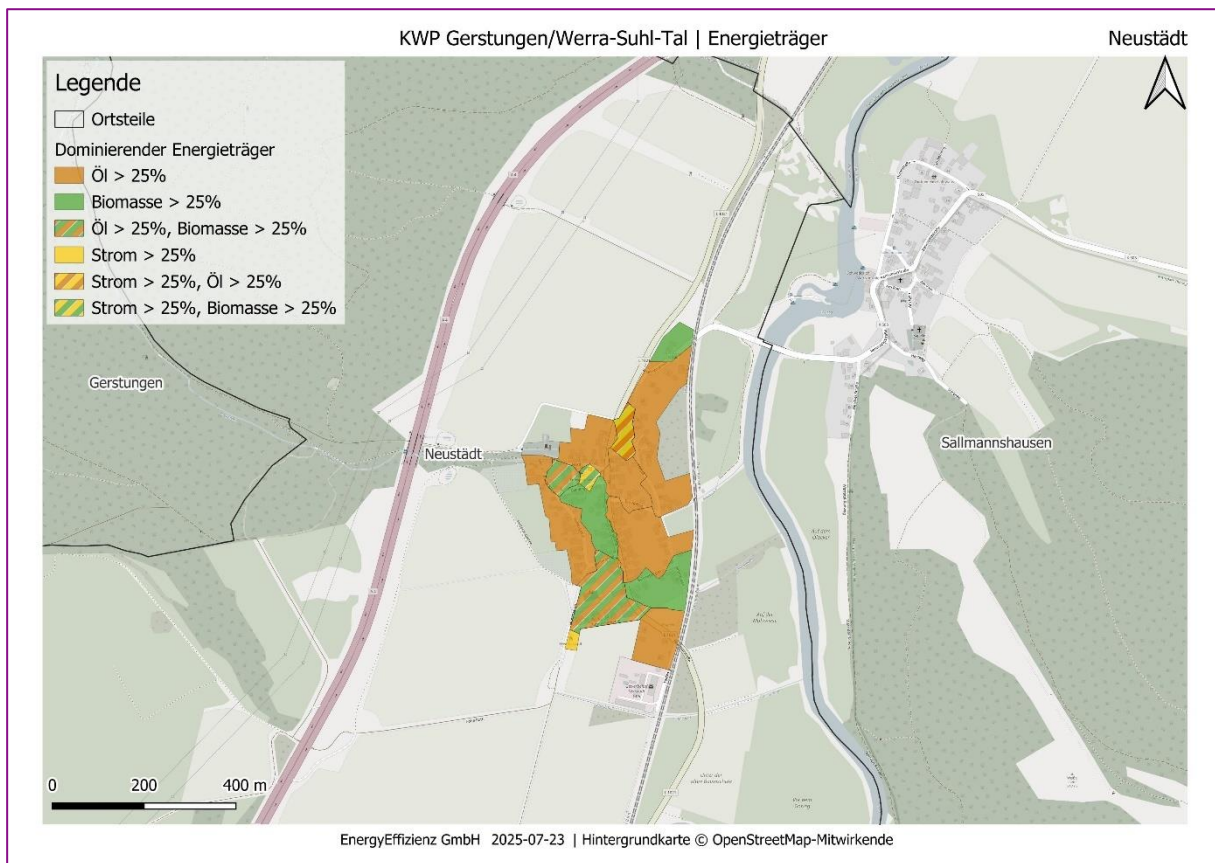 KWP Gerstungen/Werra-Suhl-Tal | Energieträger
Neustädt
Legende
Ortsteile
Dominierender Energieträger
Öl > 25%
Biomasse > 25%
Öl > 25%, Biomasse > 25%
Strom > 25%
Strom > 25%, Öl > 25%
Strom > 25%, Biomasse > 25%
Gerstungen
Neustädt
Sallmannshausen
0 200 400 m
EnergyEffizienz GmbH 2025-07-23 | Hintergrundkarte © OpenStreetMap-Mitwirkende